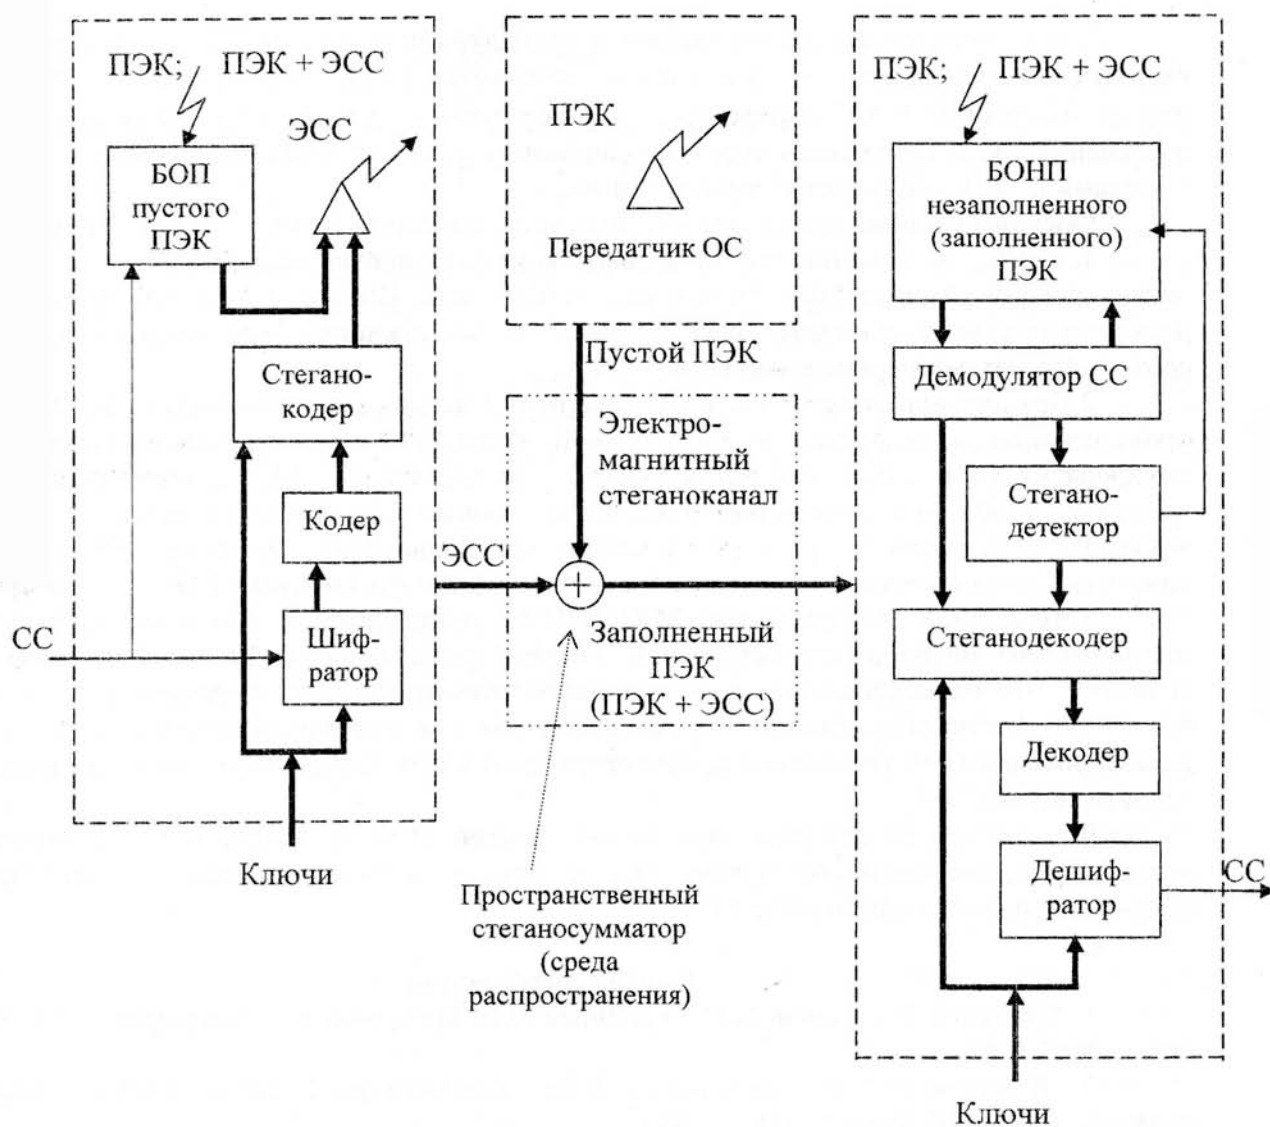 ПЭК; ПЭК + ЭСС
ЭСС
БОП
пустого
ПЭК
Стегано-
кодер
Кодер
Шиф-
ратор
СС
Ключи
ПЭК
Передатчик ОС
Пустой ПЭК
Электро-
магнитный
стеганоканал
ЭСС
+
Заполненный
ПЭК
(ПЭК + ЭСС)
Пространственный
стеганосумматор
(среда
распространения)
ПЭК; ПЭК + ЭСС
БОНП
незаполненного
(заполненного)
ПЭК
Демодулятор СС
Стегано-
детектор
Стеганодекодер
Декодер
Дешиф-
ратор
СС
Ключи